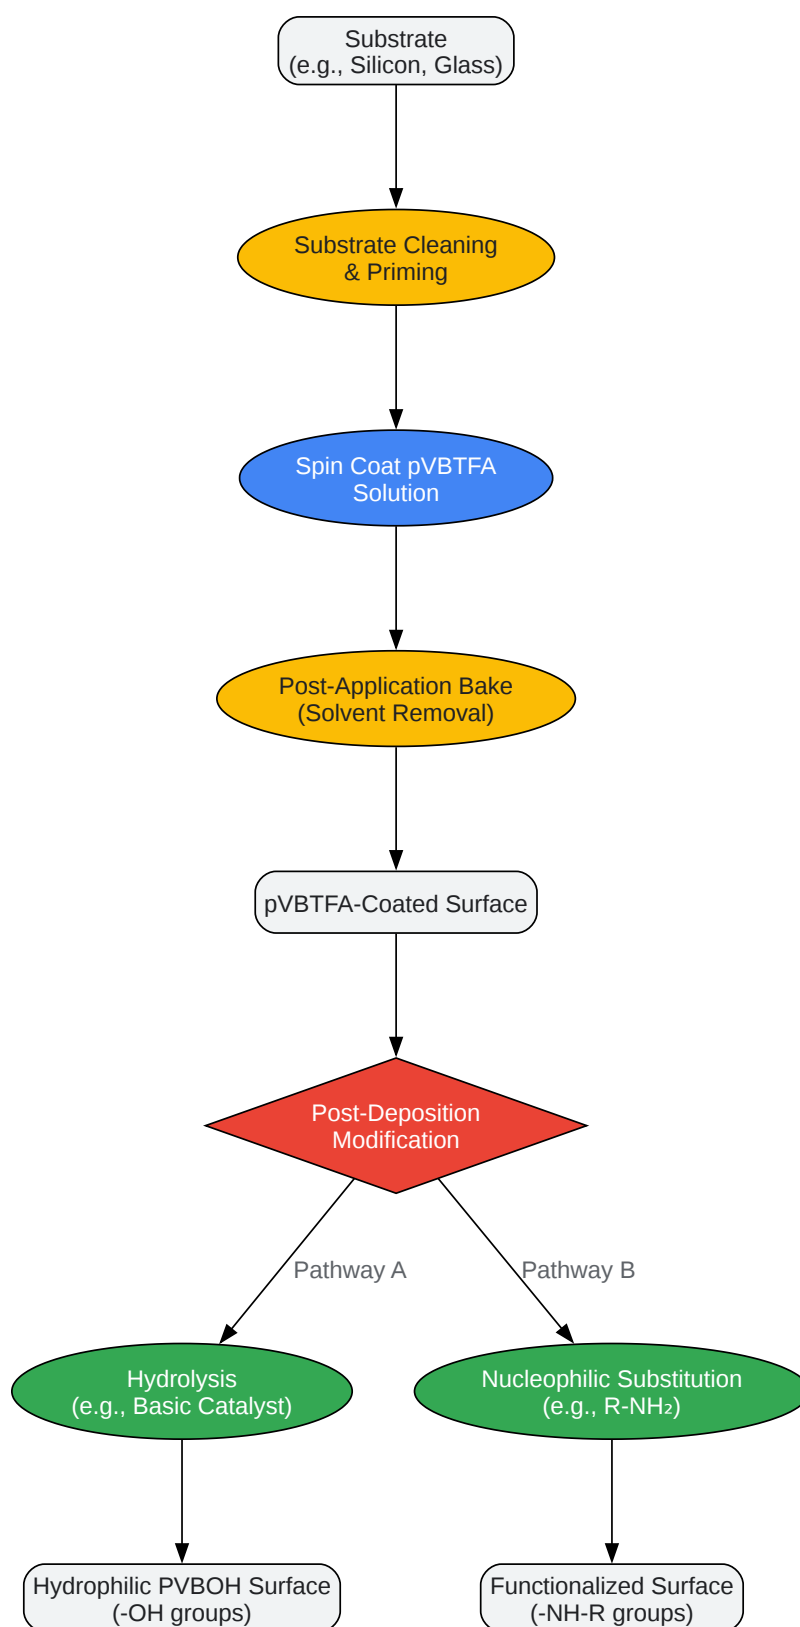 Substrate
(e.g., Silicon, Glass)
Substrate Cleaning
& Priming
Spin Coat pVBTFA
Solution
Post-Application Bake
(Solvent Removal)
pVBTFA-Coated Surface
Post-Deposition
Modification
Pathway A
Pathway B
Hydrolysis
(e.g., Basic Catalyst)
Nucleophilic Substitution
(e.g., R-NH₂)
Hydrophilic PVBOH Surface
(-OH groups)
Functionalized Surface
(-NH-R groups)